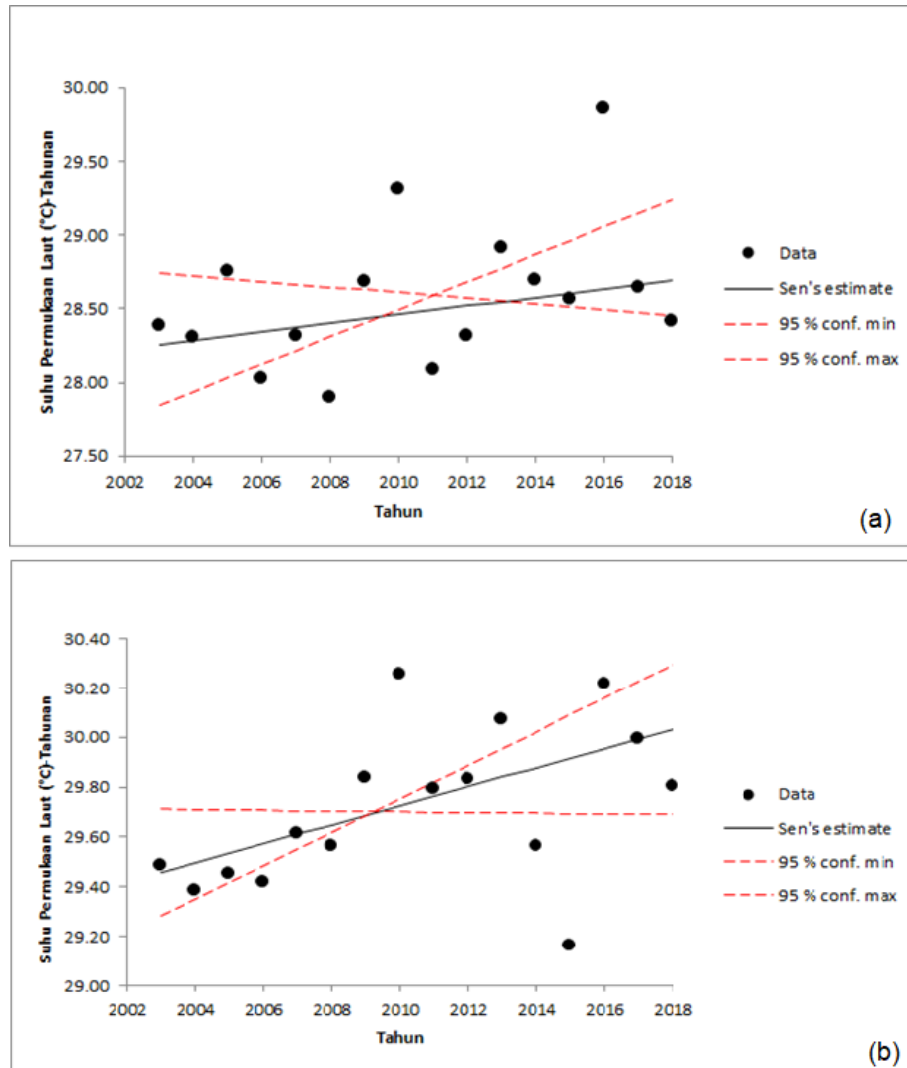 30.00
29.50
29.00
28.50
28.00
27.50
Suhu Permukaan Laut (°C)-Tahunan
2002 2004 2006 2008 2010 2012 2014 2016 2018
Tahun
Data
Sen's estimate
95 % conf. min
95 % conf. max
(a)
30.40
30.20
30.00
29.80
29.60
29.40
29.20
29.00
Suhu Permukaan Laut (°C)-Tahunan
2002 2004 2006 2008 2010 2012 2014 2016 2018
Tahun
Data
Sen's estimate
95 % conf. min
95 % conf. max
(b)